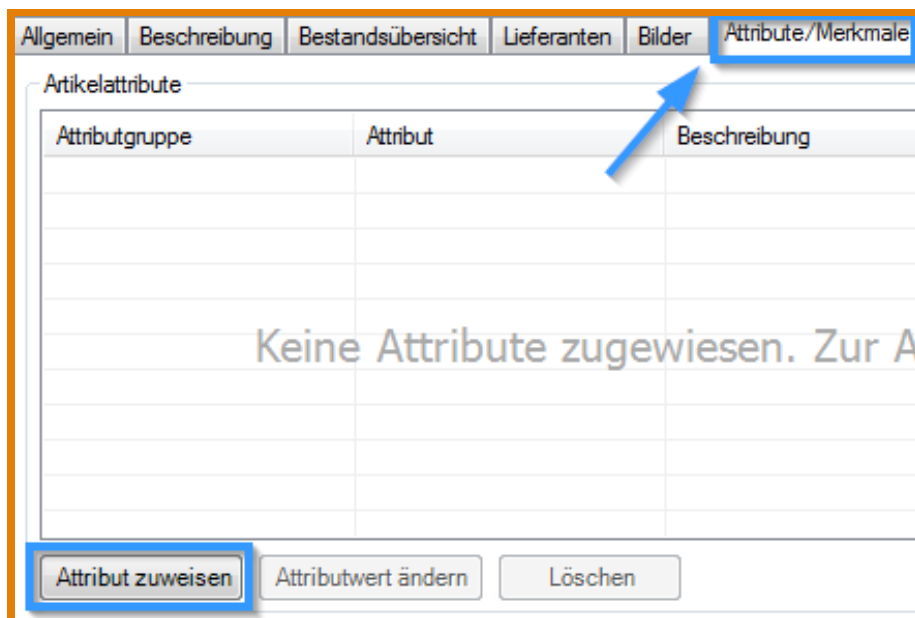 Allgemein Beschreibung Bestandsübersicht Lieferanten Bilder Attribute/Merkmale
Artikelattribute
Attributgruppe Attribut Beschreibung
Keine Attribute zugewiesen. Zur A
Attribut zuweisen Attributwert ändern Löschen